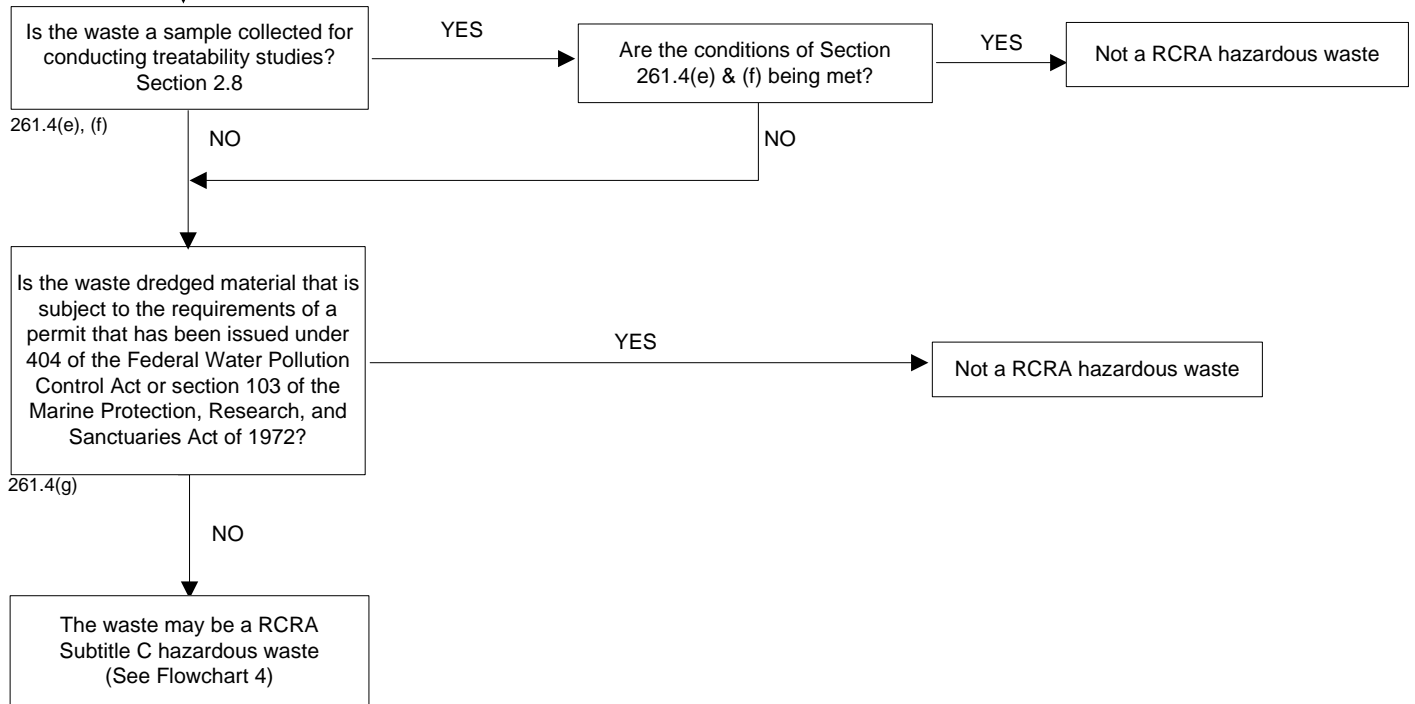 Is the waste a sample collected for
conducting treatability studies?
Section 2.8
261.4(e), (f)
YES
Are the conditions of Section
261.4(e) & (f) being met?
YES
Not a RCRA hazardous waste
NO
NO
Is the waste dredged material that is
subject to the requirements of a
permit that has been issued under
404 of the Federal Water Pollution
Control Act or section 103 of the
Marine Protection, Research, and
Sanctuaries Act of 1972?
261.4(g)
YES
Not a RCRA hazardous waste
NO
The waste may be a RCRA
Subtitle C hazardous waste
(See Flowchart 4)